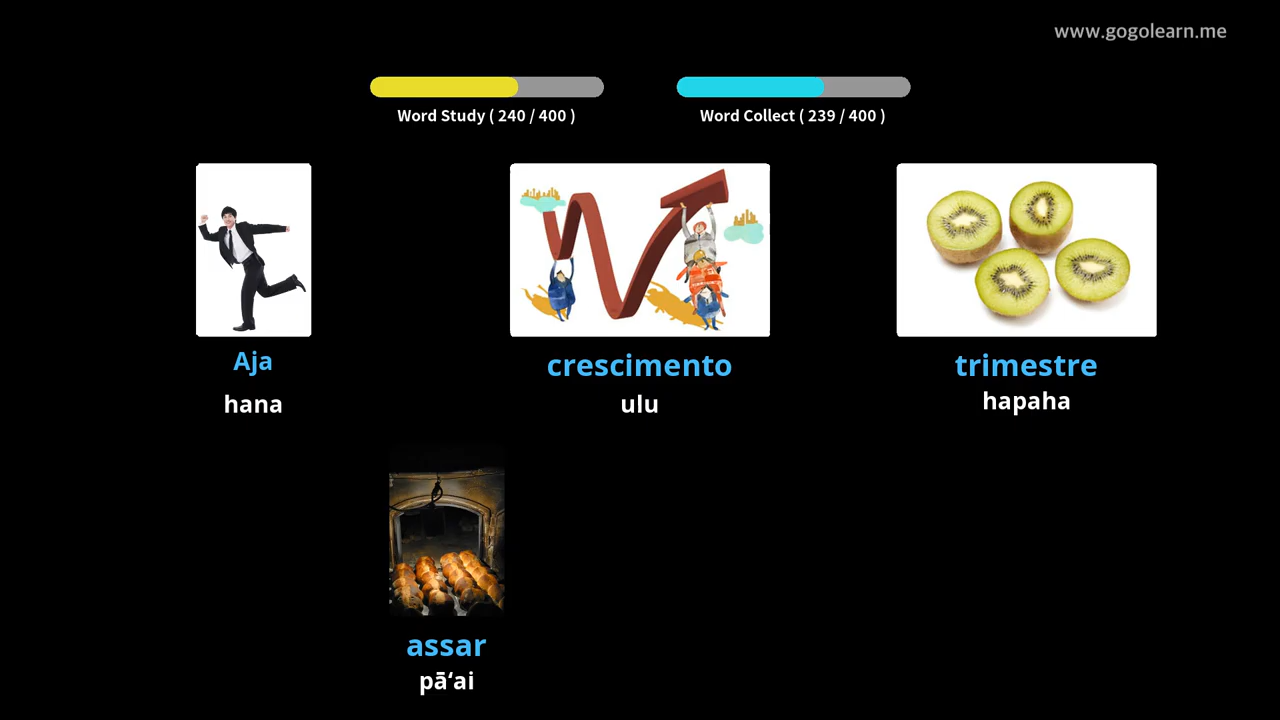 www.gogolearn.me
Word Study ( 240 / 400 )
Word Collect ( 239 / 400 )
Aja
hana
crescimento
ulu
trimestre
hapaha
assar
pāʻai